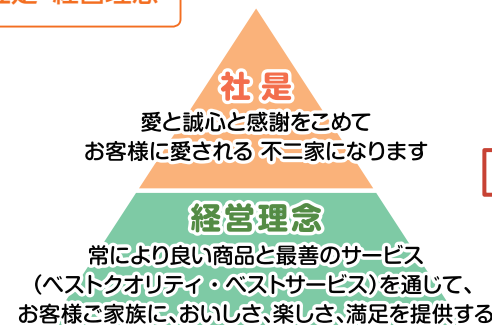 経営理念
社是
愛と誠心と感謝をこめて
お客様に愛される 不二家になります
経営理念
常により良い商品と最善のサービス
（ベストクオリティ・ベストサービス）を通じて、
お客様ご家族に、おいしさ、楽しさ、満足を提供する